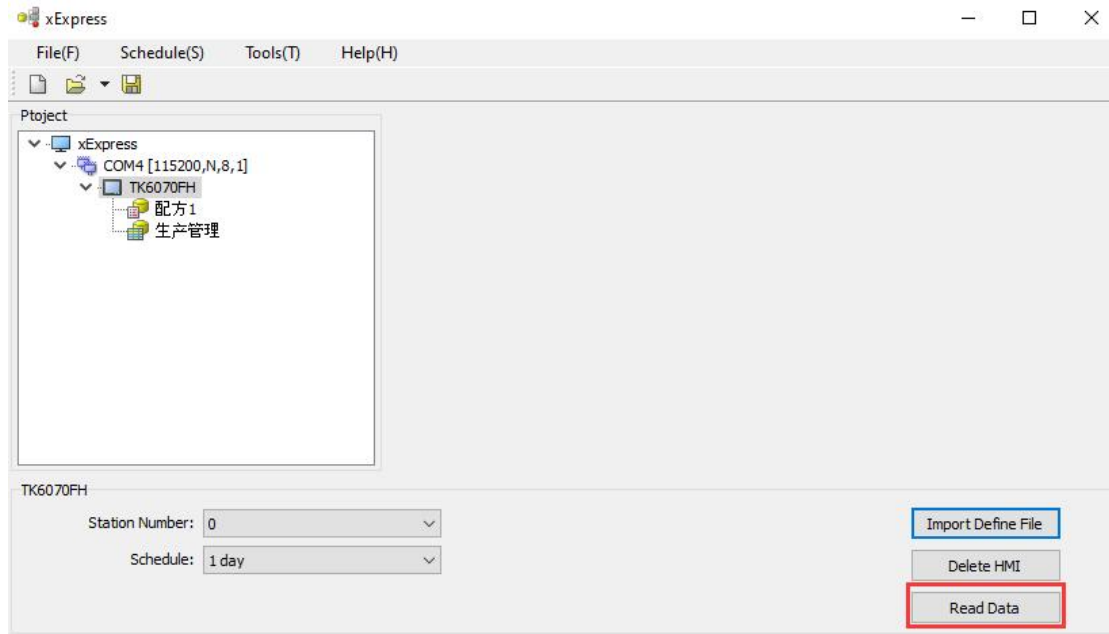 xExpress
File(F) Schedule(S) Tools(T) Help(H)
Ptoject
xExpress
COM4 [115200,N,8,1]
TK6070FH
配方1
生产管理
TK6070FH
Station Number: 0
Import Define File
Schedule: 1 day
Delete HMI
Read Data